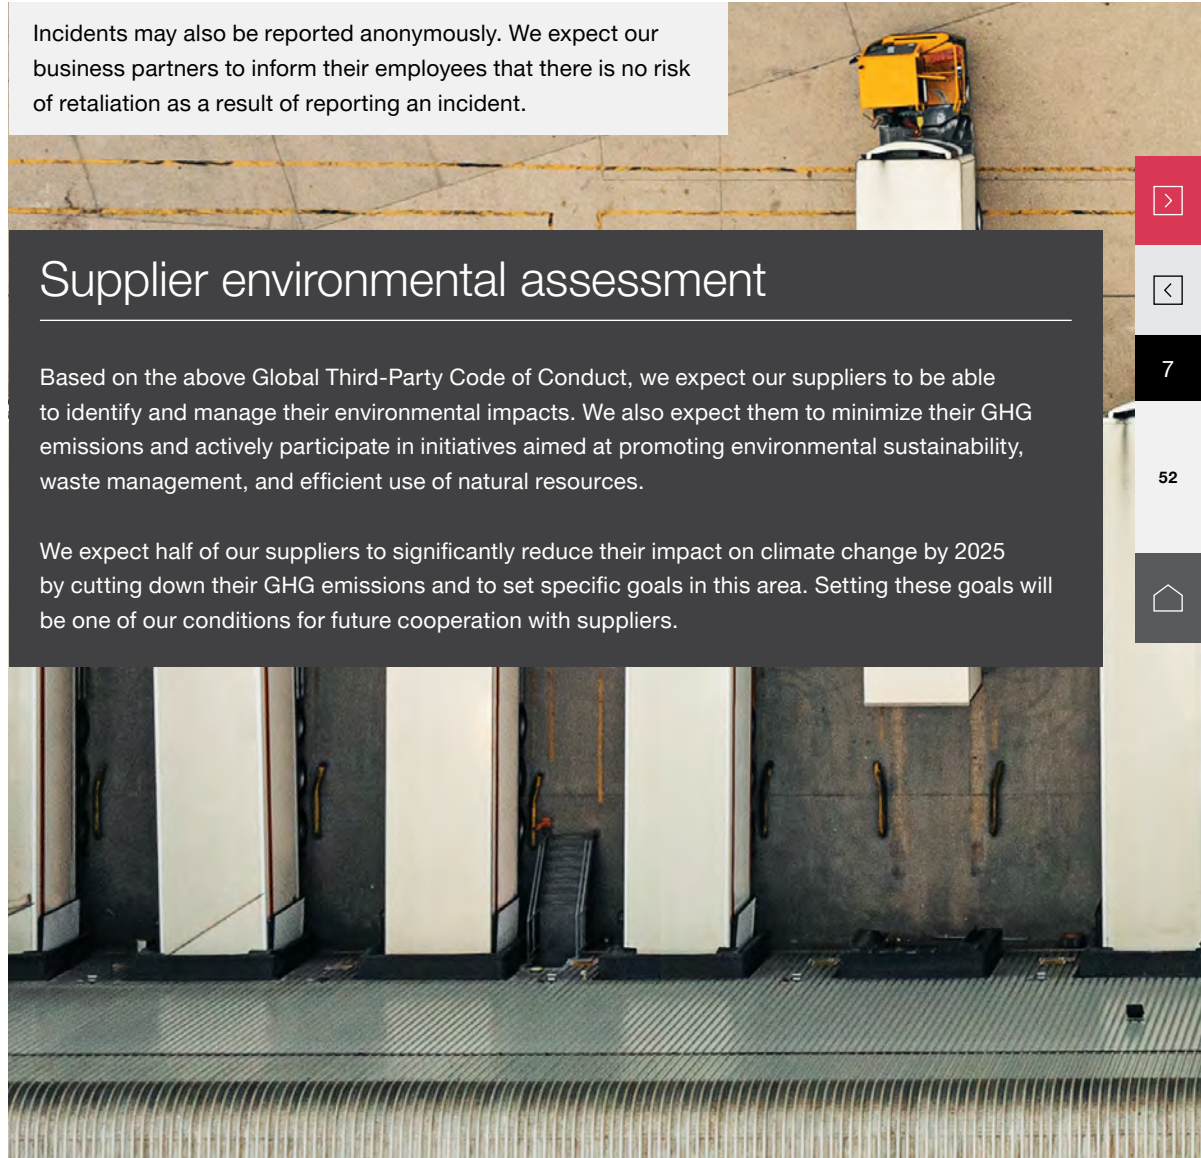 Incidents may also be reported anonymously. We expect our
business partners to inform their employees that there is no risk
of retaliation as a result of reporting an incident.
Supplier environmental assessment
Based on the above Global Third-Party Code of Conduct, we expect our suppliers to be able
to identify and manage their environmental impacts. We also expect them to minimize their GHG
emissions and actively participate in initiatives aimed at promoting environmental sustainability,
waste management, and efficient use of natural resources.
We expect half of our suppliers to significantly reduce their impact on climate change by 2025
by cutting down their GHG emissions and to set specific goals in this area. Setting these goals will
be one of our conditions for future cooperation with suppliers.
7
52